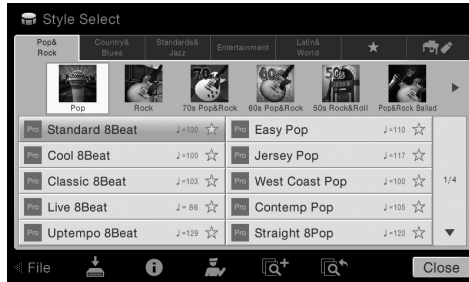 Style Select
Pop& Rock
Country& Blues
Standards& Jazz
Entertainment
Latin& World
Pop
Rock
70s Pop&Rock
60s Pop&Rock
50s Rock&Roll
Pop&Rock Ballad
Pro Standard 8Beat ♩=100
Pro Easy Pop ♩=110
Pro Cool 8Beat ♩=100
Pro Jersey Pop ♩=117
Pro Classic 8Beat ♩=103
Pro West Coast Pop ♩=100
1/4
Pro Live 8Beat ♩= 86
Pro Contemp Pop ♩=105
Pro Uptempo 8Beat ♩=129
Pro Straight 8Pop ♩=120
File
Close